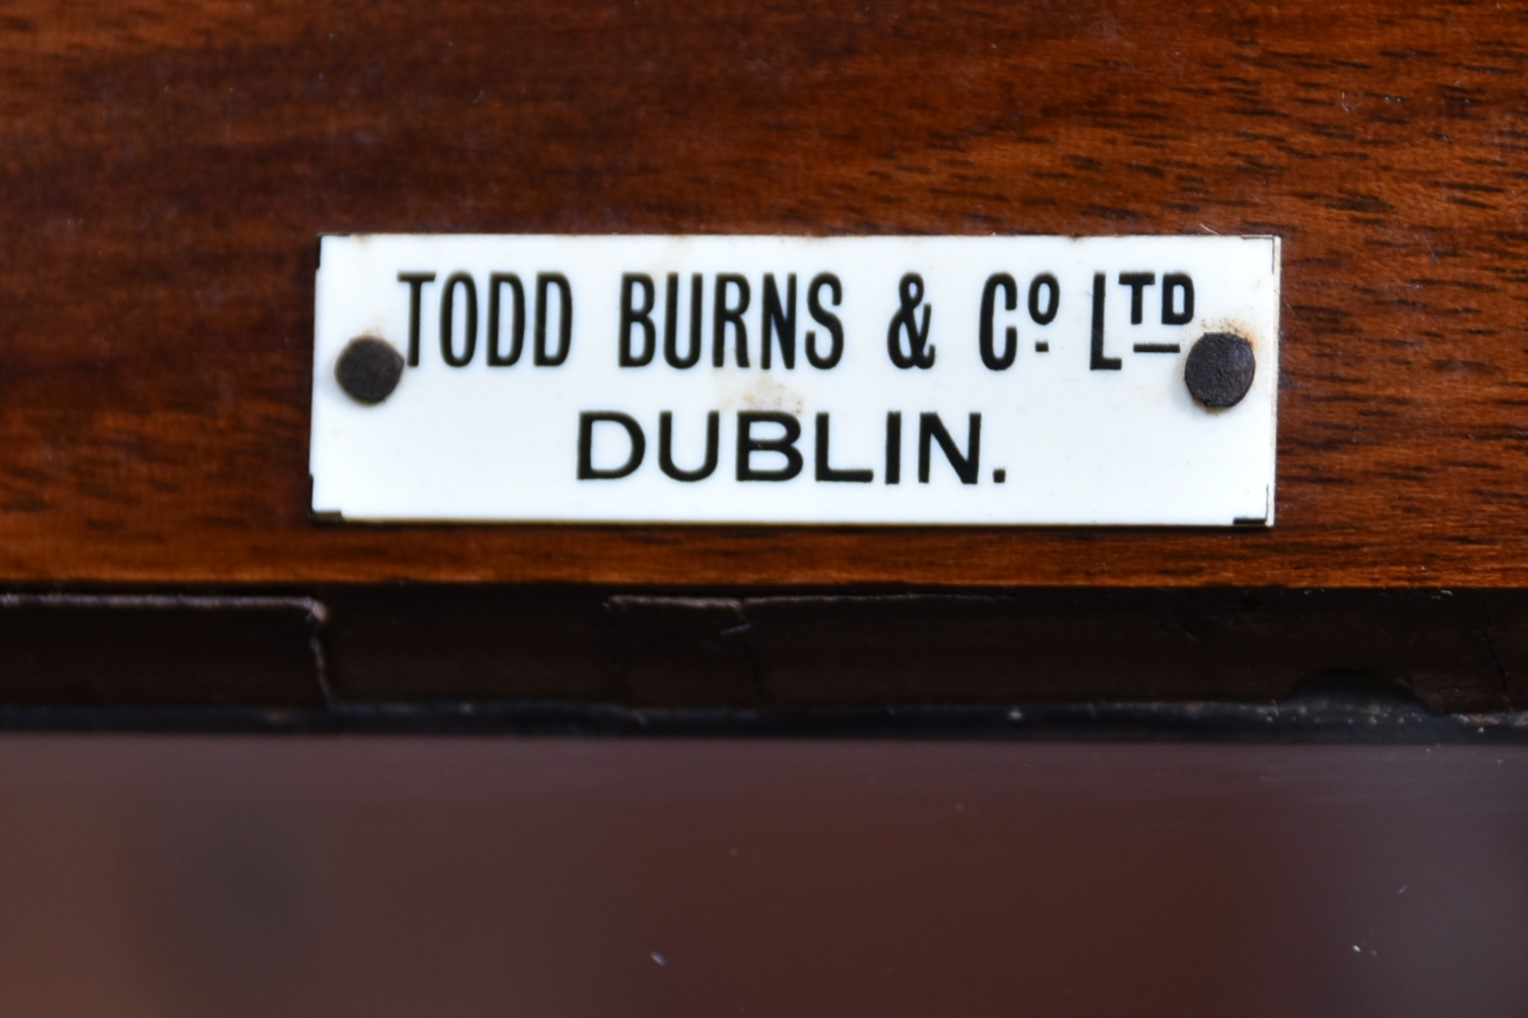 TODD BURNS & Cº LTD
DUBLIN.